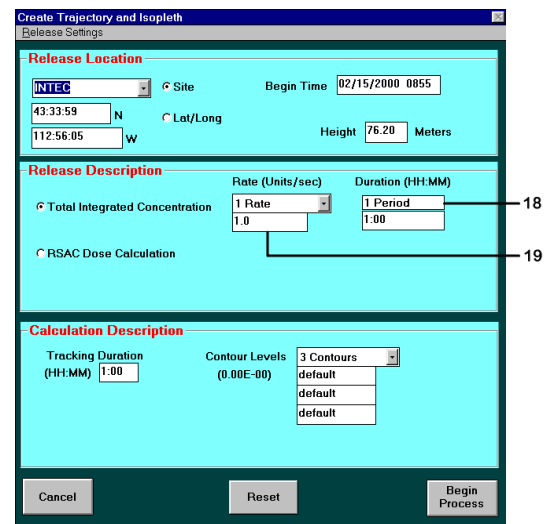 Create Trajectory and Isopleth
Release Settings
Release Location
INTEC Site Begin Time 02/15/2000 0855
43:33:59 N Lat/Long
112:56:05 W Height 76.20 Meters
Release Description
Rate (Units/sec) Duration (HH:MM)
Total Integrated Concentration 1 Rate 1 Period 18
1.0 1:00
RSAC Dose Calculation 19
Calculation Description
Tracking Duration Contour Levels 3 Contours
(HH:MM) 1:00 (0.00E-00) default
default
default
Cancel Reset Begin Process